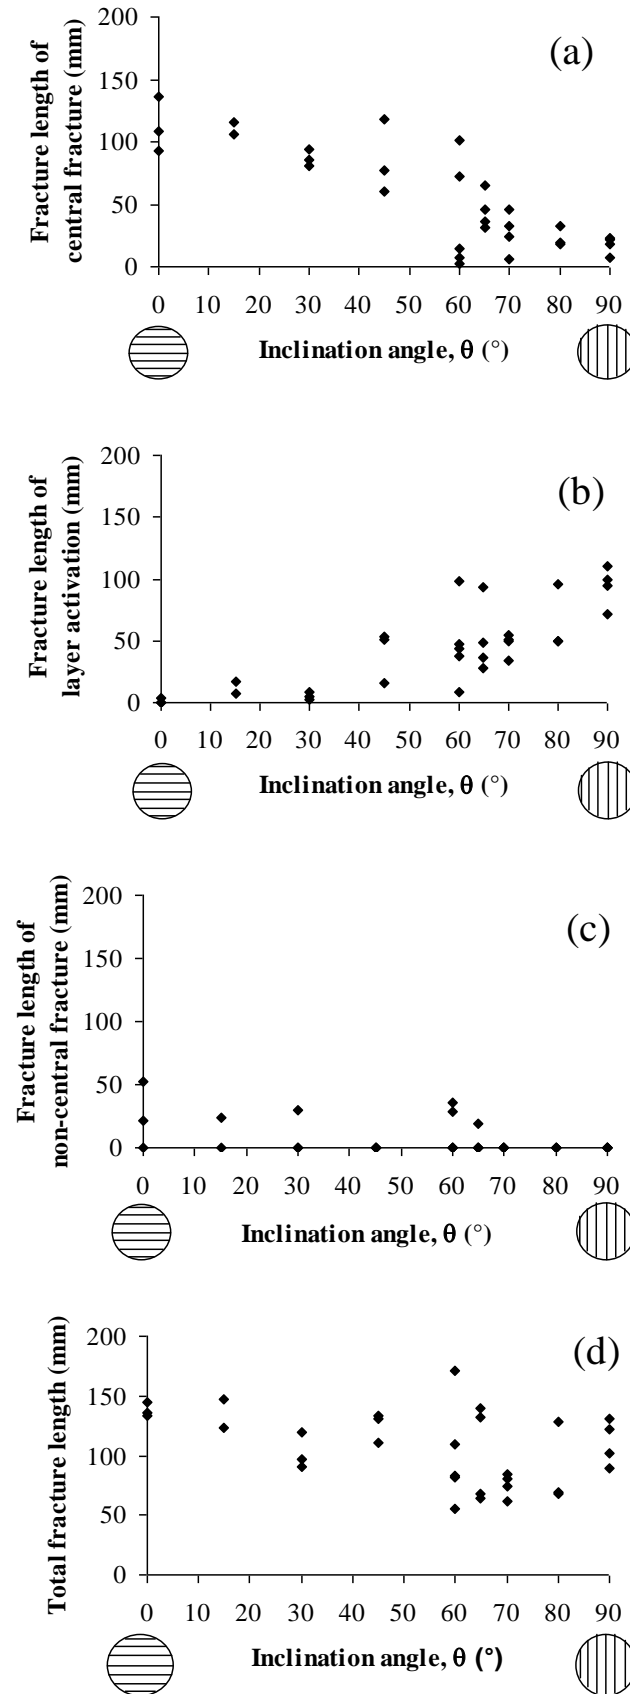 200
(a)
150
100
50
0
Fracture length of
central fracture (mm)
0 10 20 30 40 50 60 70 80 90
Inclination angle, θ (°)
200
(b)
150
100
50
0
Fracture length of
layer activation (mm)
0 10 20 30 40 50 60 70 80 90
Inclination angle, θ (°)
200
(c)
150
100
50
0
Fracture length of
non-central fracture (mm)
0 10 20 30 40 50 60 70 80 90
Inclination angle, θ (°)
200
(d)
150
100
50
0
Total fracture length (mm)
0 10 20 30 40 50 60 70 80 90
Inclination angle, θ (°)